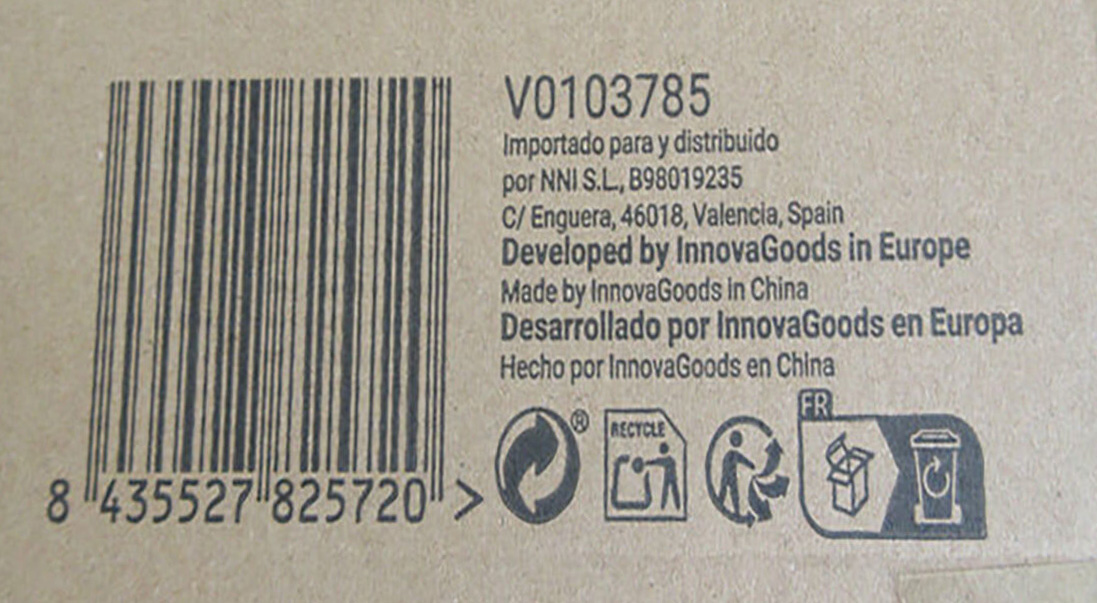 V0103785
Importado para y distribuido
por NNI S.L., B98019235
C/ Enguera, 46018, Valencia, Spain
Developed by InnovaGoods in Europe
Made by InnovaGoods in China
Desarrollado por InnovaGoods en Europa
Hecho por InnovaGoods en China
®
RECYCLE
FR
8 435527 825720 >